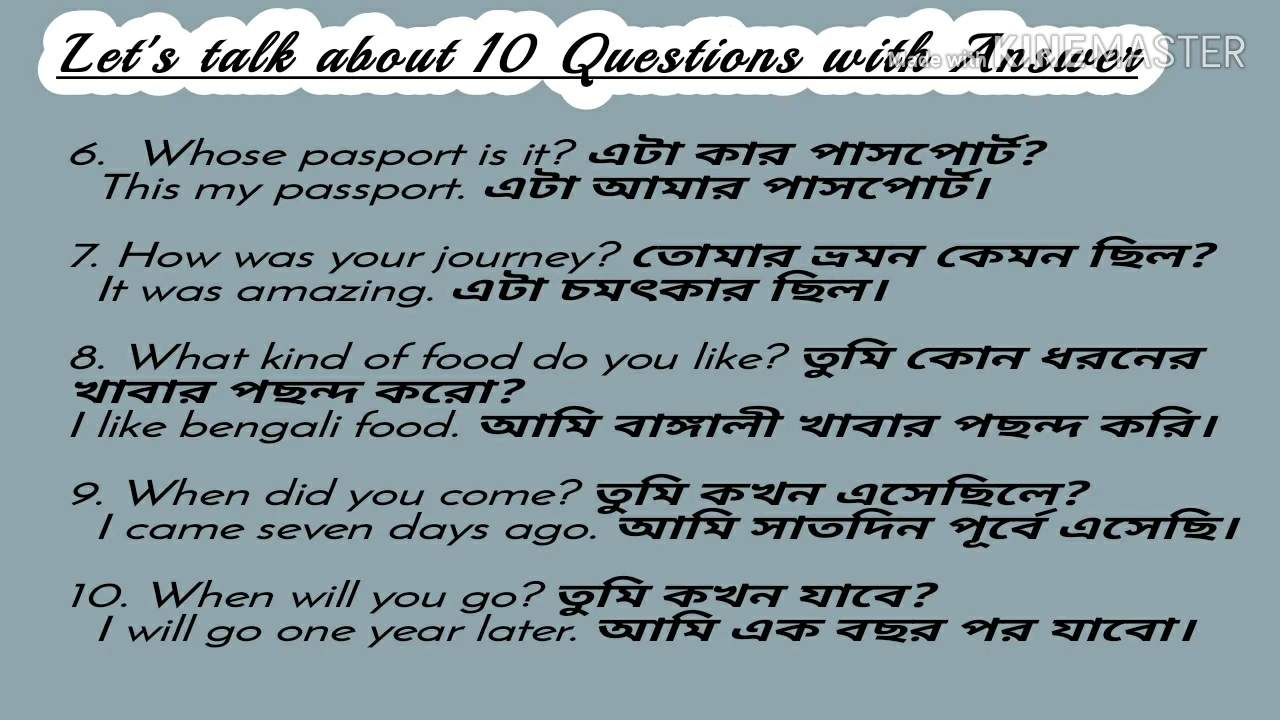 Let's talk about 10 Questions with Answer
Made with KINEMASTER
6. Whose pasport is it? এটা কার পাসপোর্ট?
This my passport. এটা আমার পাসপোর্ট।
7. How was your journey? তোমার ভ্রমন কেমন ছিল?
It was amazing. এটা চমৎকার ছিল।
8. What kind of food do you like? তুমি কোন ধরনের
খাবার পছন্দ করো?
I like bengali food. আমি বাঙ্গালী খাবার পছন্দ করি।
9. When did you come? তুমি কখন এসেছিলে?
I came seven days ago. আমি সাতদিন পূর্বে এসেছি।
10. When will you go? তুমি কখন যাবে?
I will go one year later. আমি এক বছর পর যাবো।